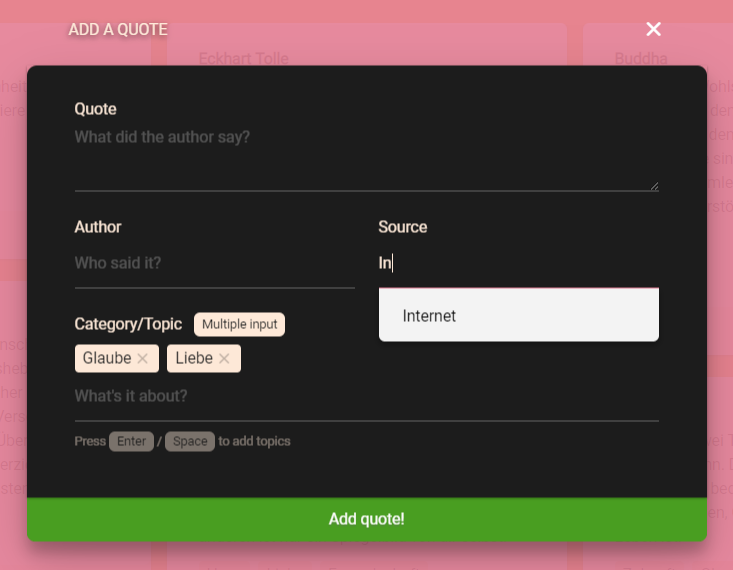 ADD A QUOTE
Eckhart Tolle
Buddha
Quote
What did the author say?
Author
Source
Who said it?
In
Internet
Category/Topic Multiple input
Glaube Liebe
What's it about?
Press Enter / Space to add topics
Add quote!